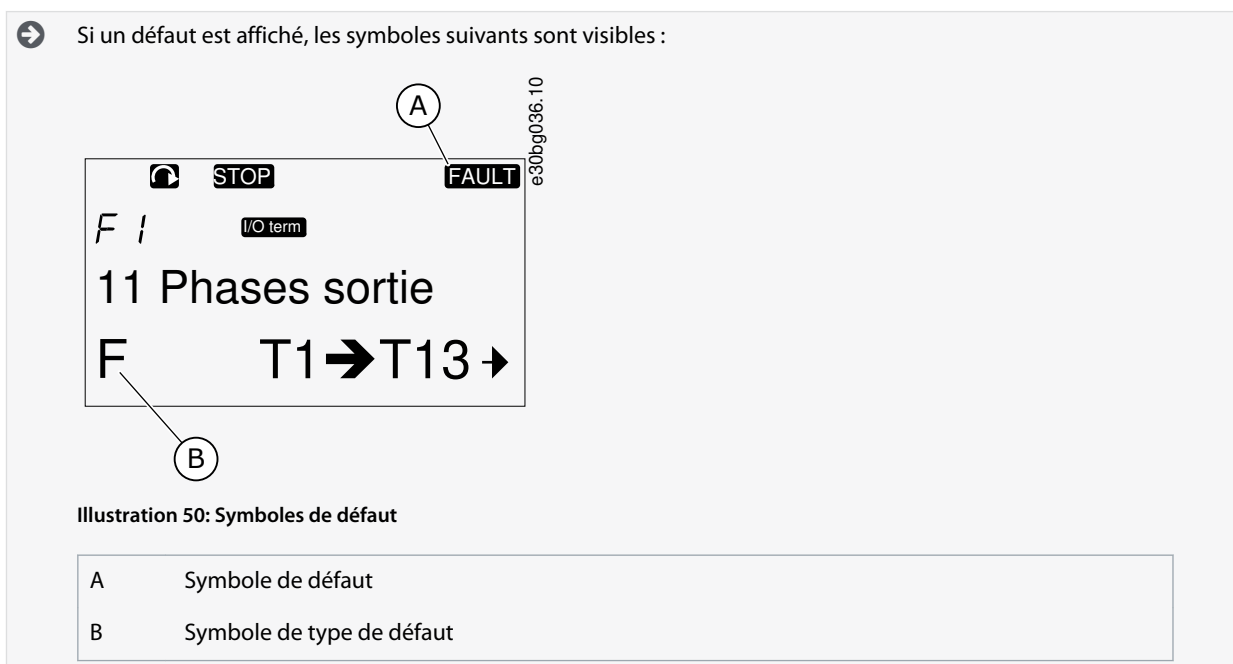 Si un défaut est affiché, les symboles suivants sont visibles :
A
e30bg036.10
STOP
FAULT
F 1
I/O term
11 Phases sortie
F T1➔T13
B
Illustration 50: Symboles de défaut
A Symbole de défaut
B Symbole de type de défaut